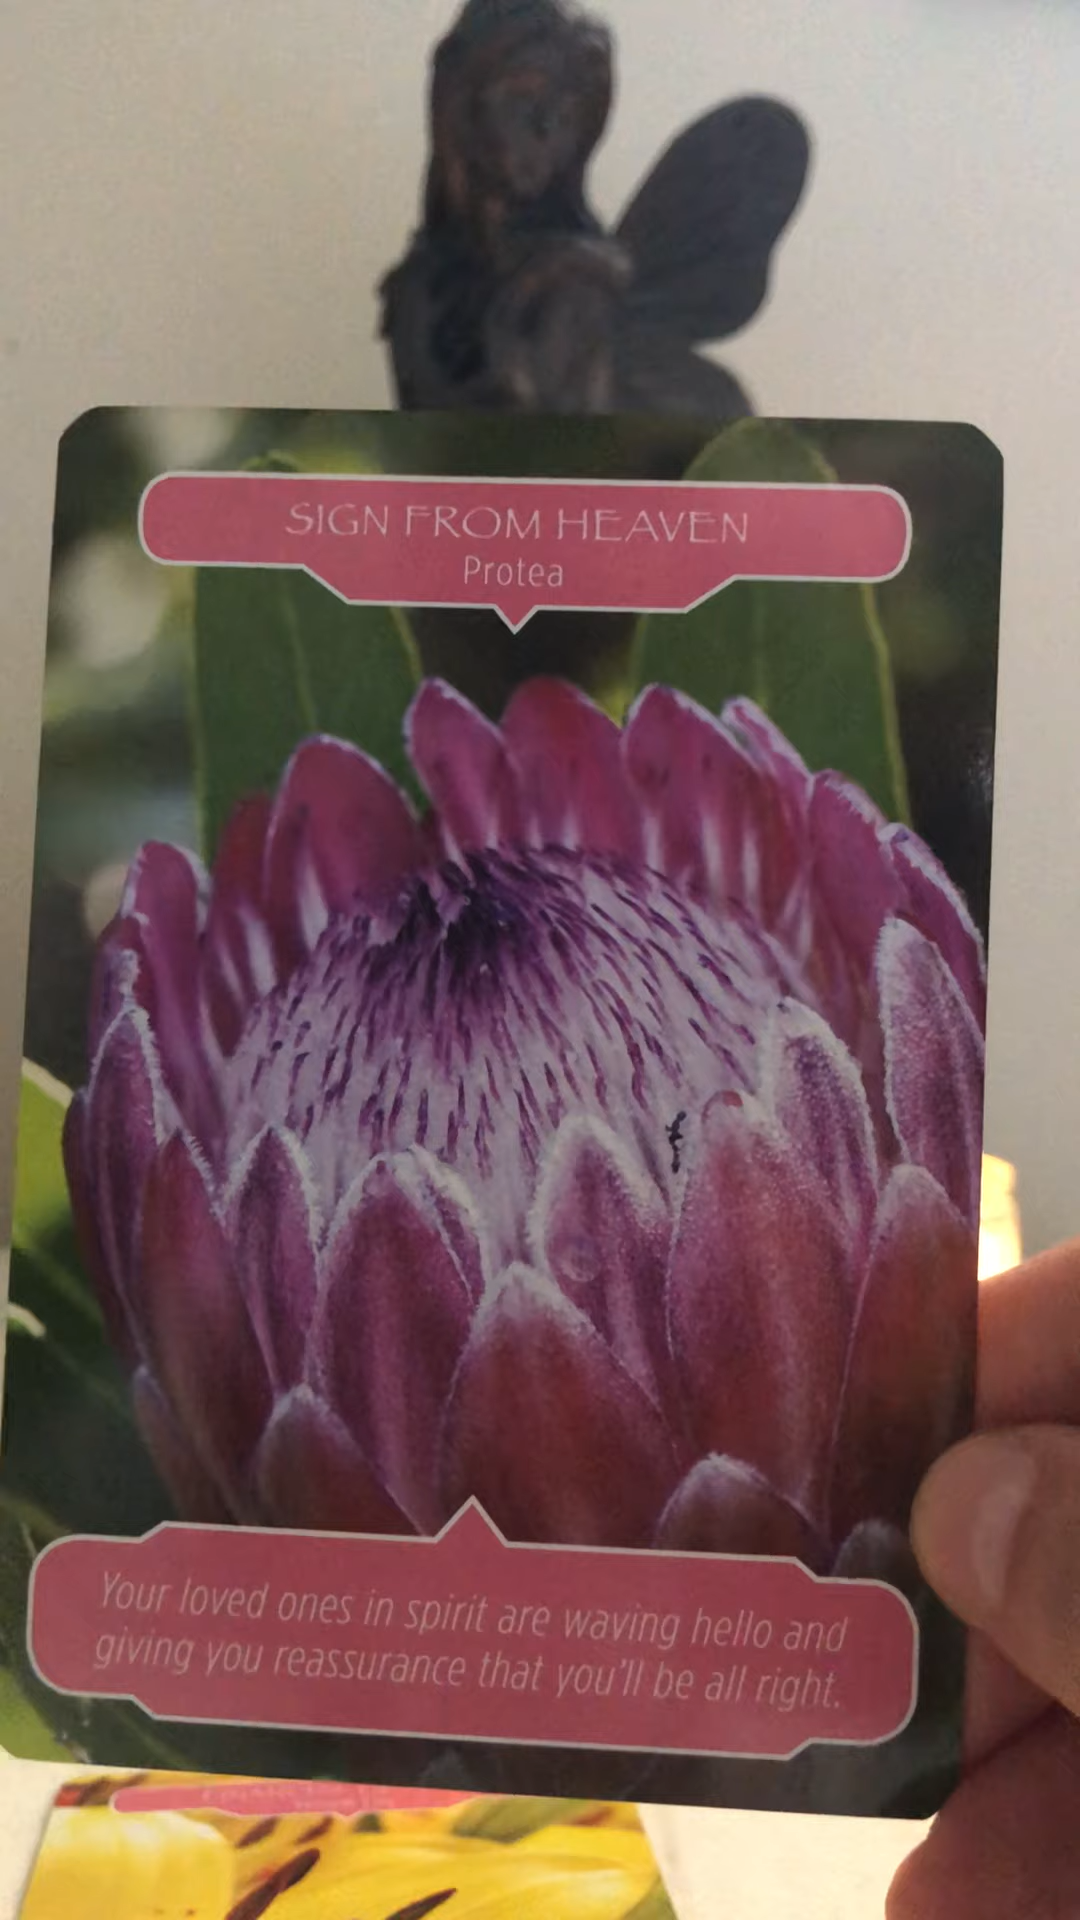 SIGN FROM HEAVEN
Protea
Your loved ones in spirit are waving hello and
giving you reassurance that you'll be all right.